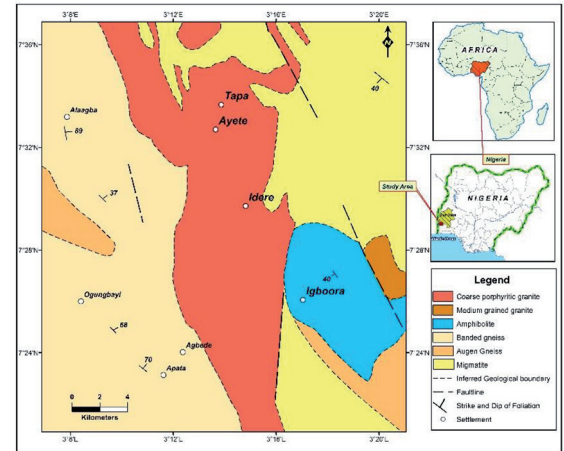 3°8'E 3°12'E 3°16'E 3°20'E
7°36'N 7°36'N
N
40
Tapa
Ayete
Alaagba
89
7°32'N 7°32'N
37
Idere
7°28'N 7°28'N
40
Igboora
Ogungbayi
68
7°24'N 7°24'N
Agbede
70
Apata
0 2 4
Kilometers
3°8'E 3°12'E 3°16'E 3°20'E
AFRICA
Nigeria
Study Area
NIGERIA
Legend
Coarse porphyritic granite
Medium grained granite
Amphibolite
Banded gneiss
Augen Gneiss
Migmatite
Inferred Geological boundary
Faultline
Strike and Dip of Foliation
Settlement